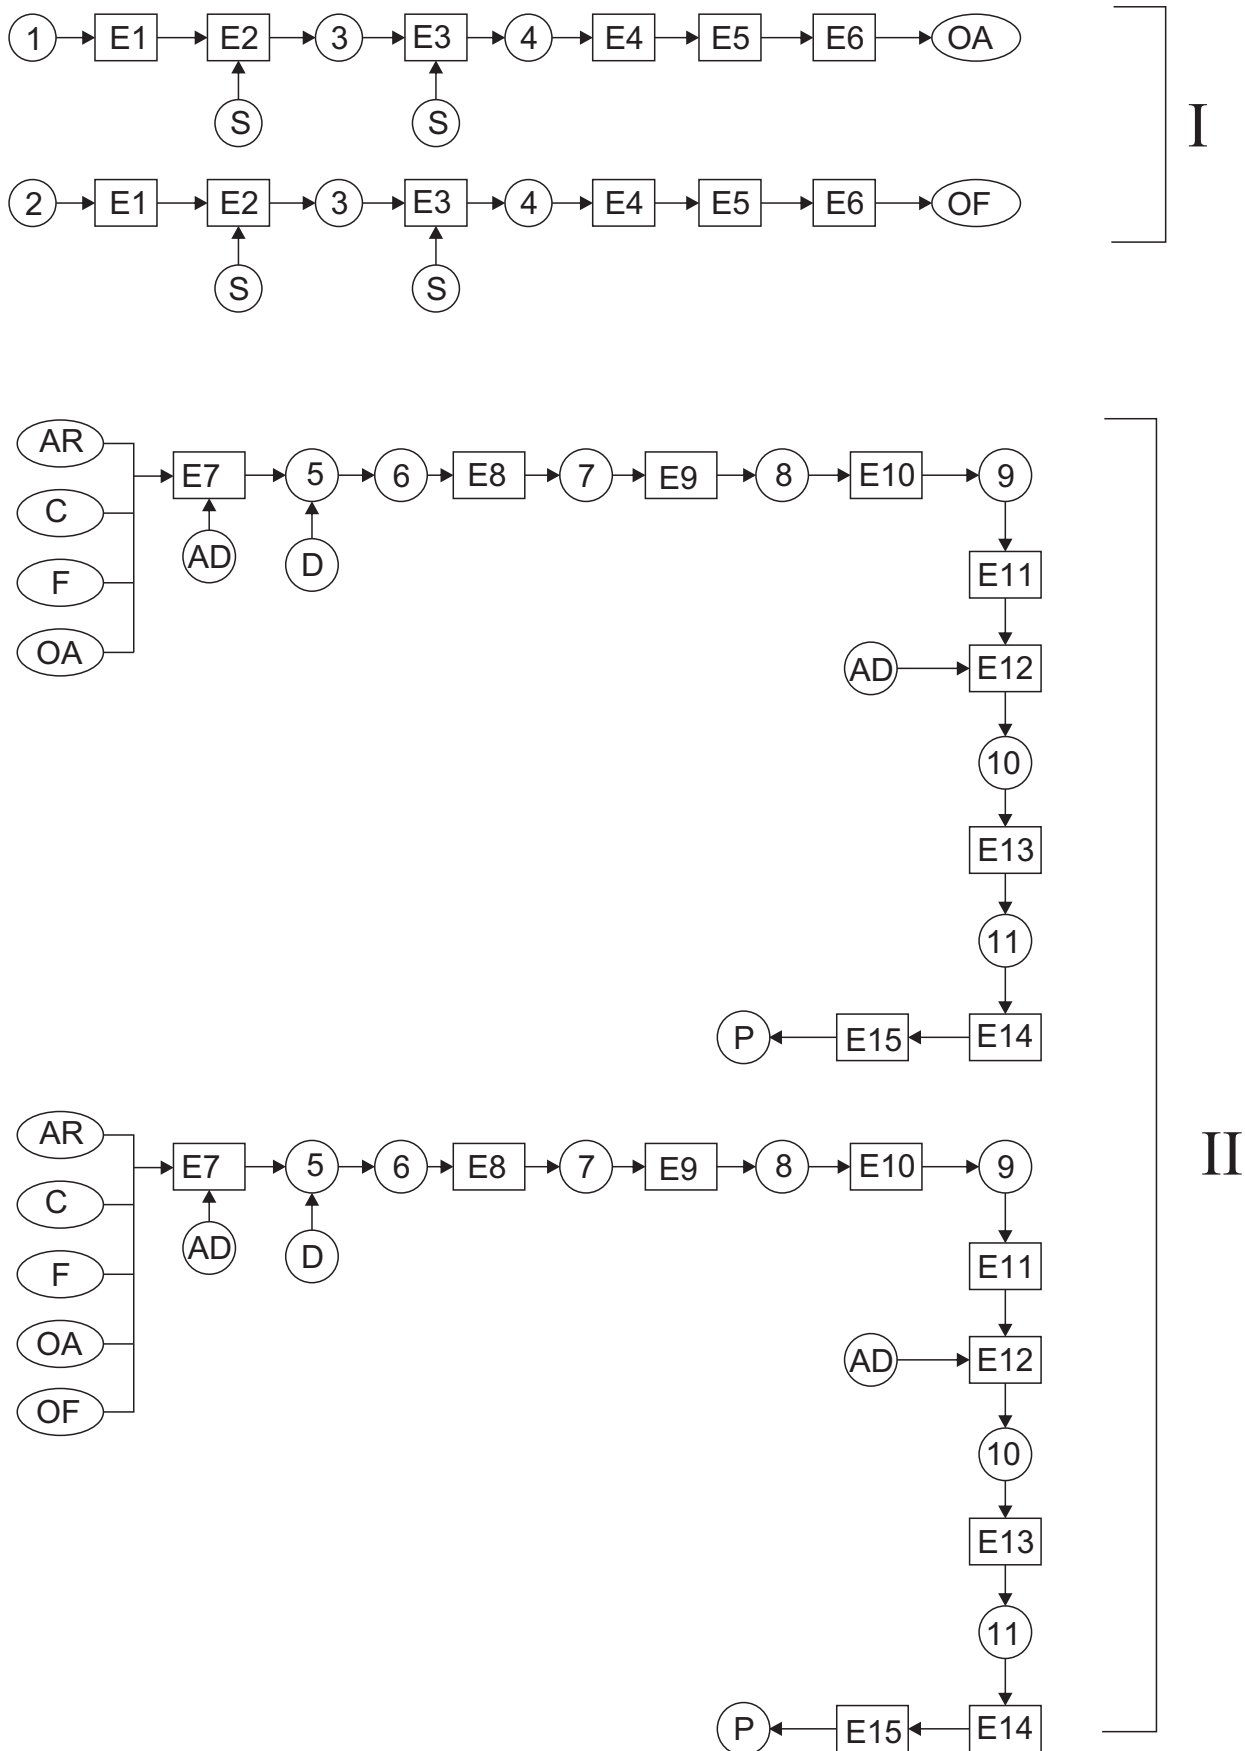 1 E1 E2 3 E3 4 E4 E5 E6 OA
S S
I
2 E1 E2 3 E3 4 E4 E5 E6 OF
S S
AR
E7 5 6 E8 7 E9 8 E10 9
C
AD D
F
E11
OA
AD E12
10
E13
11
P E15 E14
II
AR
E7 5 6 E8 7 E9 8 E10 9
C
AD D
F
E11
OA
AD E12
OF
10
E13
11
P E15 E14